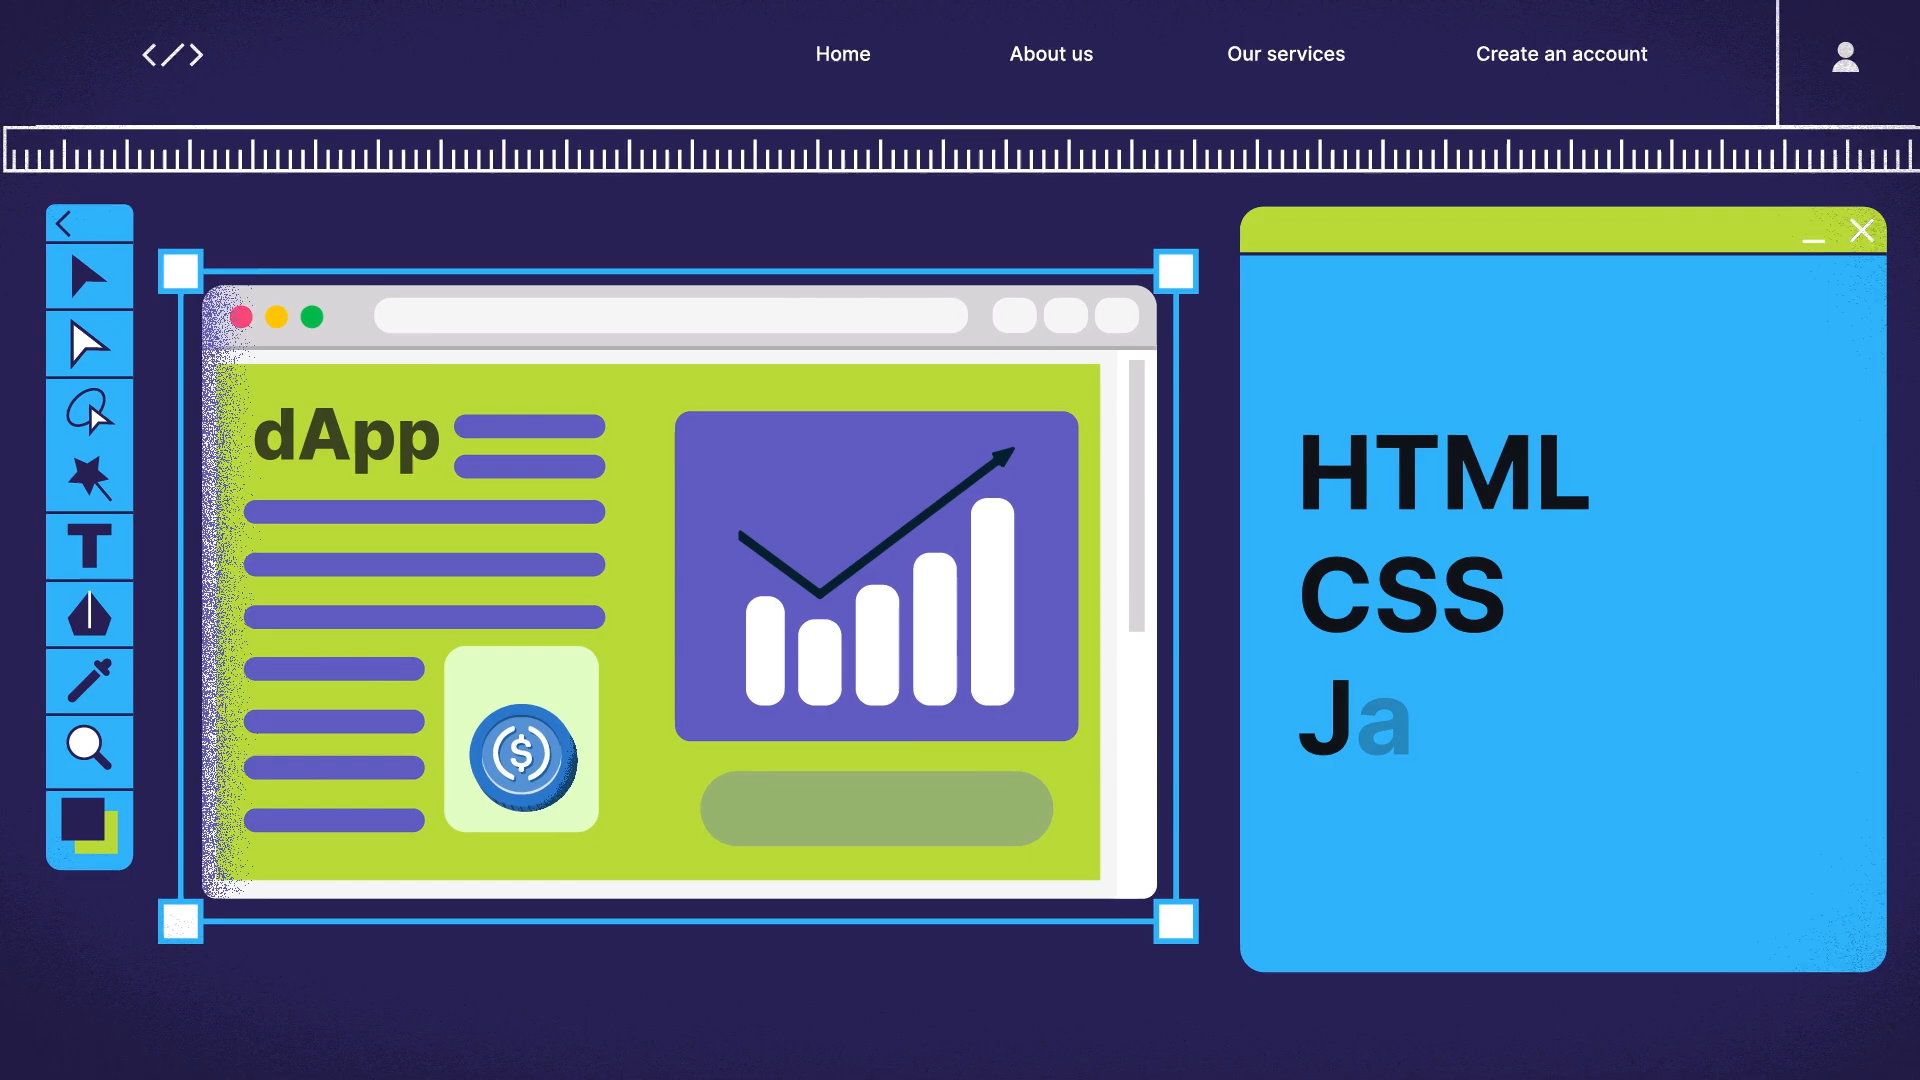 </>
Home
About us
Our services
Create an account
dApp
$
T
HTML
CSS
Ja